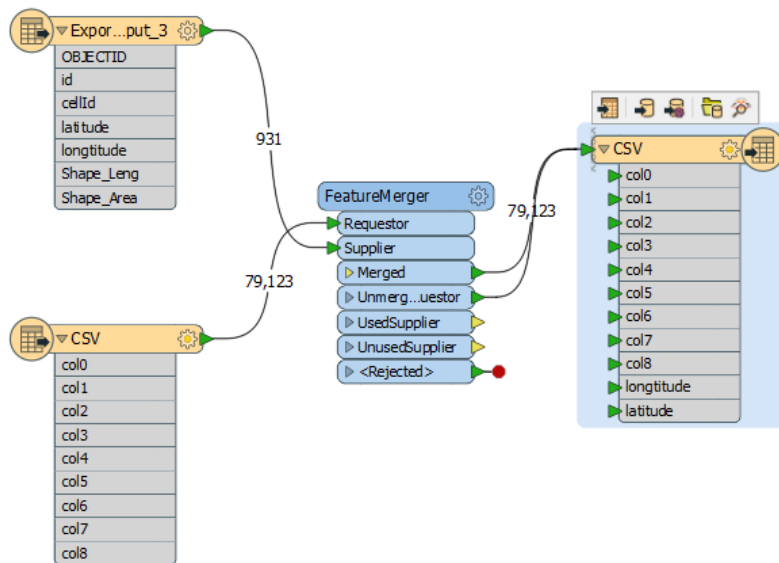 Expor...put_3
OBJECTID
id
cellId
latitude
longtitude
Shape_Leng
Shape_Area
931
FeatureMerger
Requestor
Supplier
Merged
Unmerg...uestor
UsedSupplier
UnusedSupplier
<Rejected>
79,123
79,123
CSV
col0
col1
col2
col3
col4
col5
col6
col7
col8
CSV
col0
col1
col2
col3
col4
col5
col6
col7
col8
longtitude
latitude